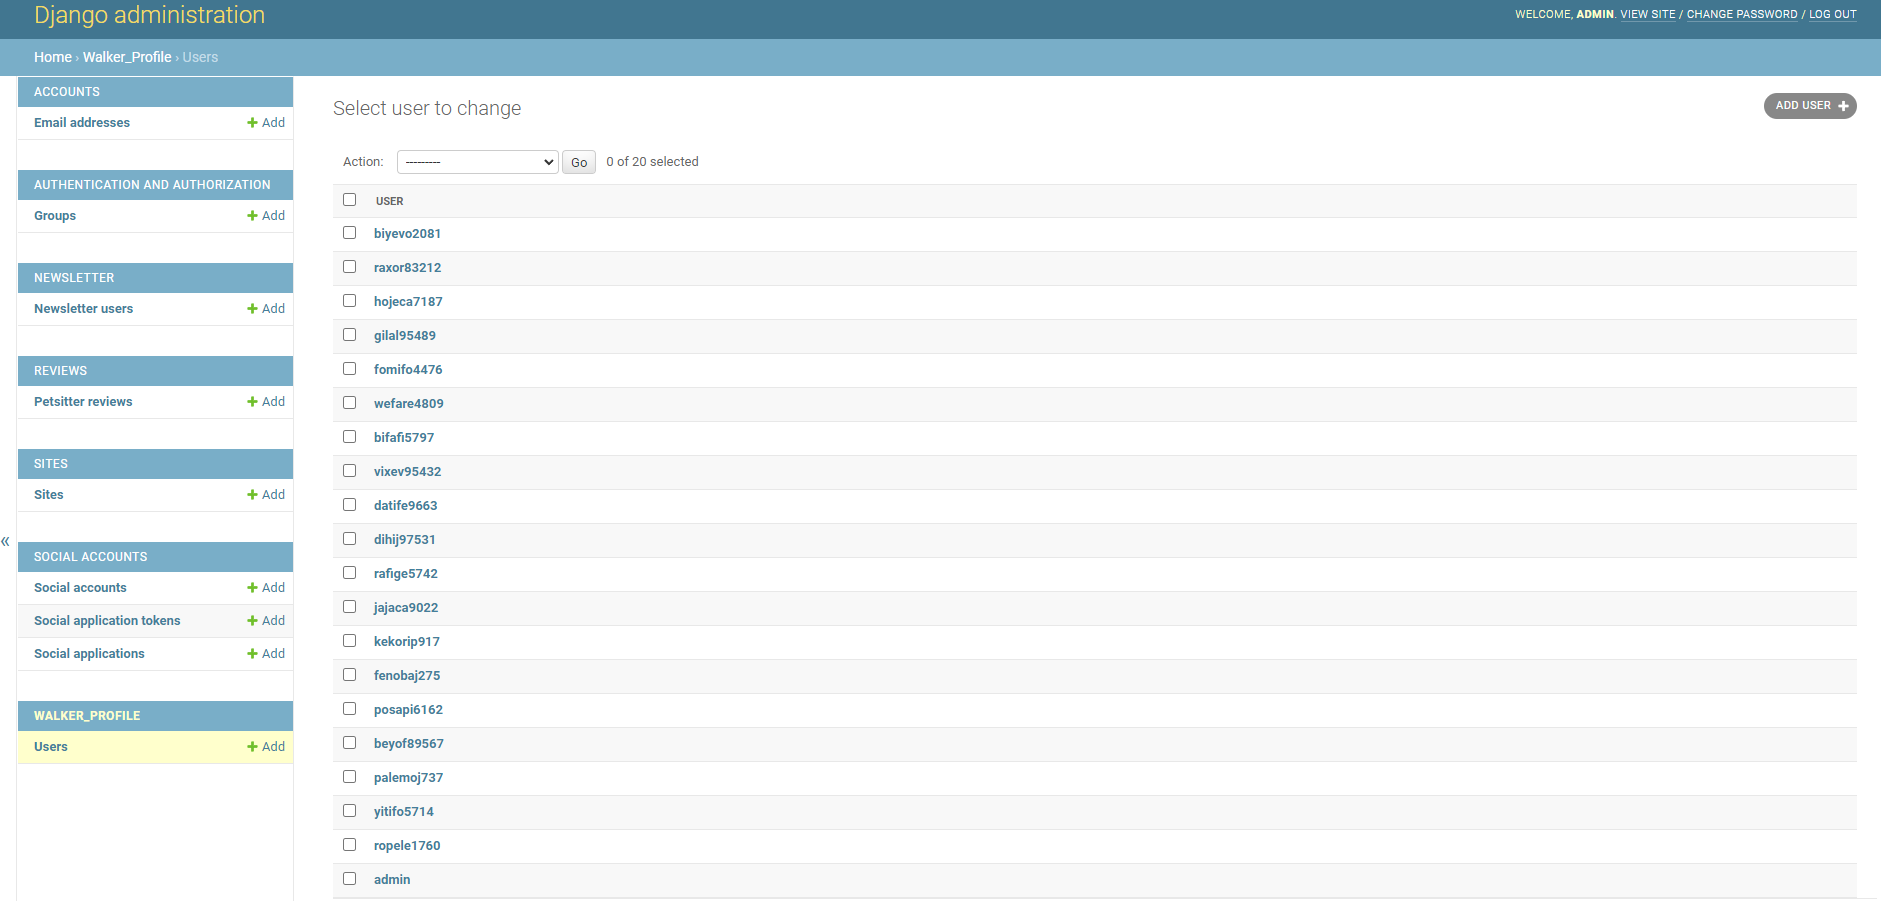 Django administration
WELCOME, ADMIN. VIEW SITE / CHANGE PASSWORD / LOG OUT
Home › Walker_Profile › Users
ACCOUNTS
Email addresses + Add
AUTHENTICATION AND AUTHORIZATION
Groups + Add
NEWSLETTER
Newsletter users + Add
REVIEWS
Petsitter reviews + Add
SITES
Sites + Add
SOCIAL ACCOUNTS
Social accounts + Add
Social application tokens + Add
Social applications + Add
WALKER_PROFILE
Users + Add
«
Select user to change
ADD USER +
Action: --------- Go 0 of 20 selected
USER
biyevo2081
raxor83212
hojeca7187
gilal95489
fomifo4476
wefare4809
bifafi5797
vixev95432
datife9663
dihij97531
rafige5742
jajaca9022
kekorip917
fenobaj275
posapi6162
beyof89567
palemoj737
yitifo5714
ropele1760
admin